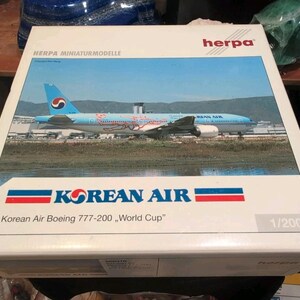 HERPA MINIATURMODELLE
herpa
KOREAN AIR
Korean Air Boeing 777-200 „World Cup"
1/200